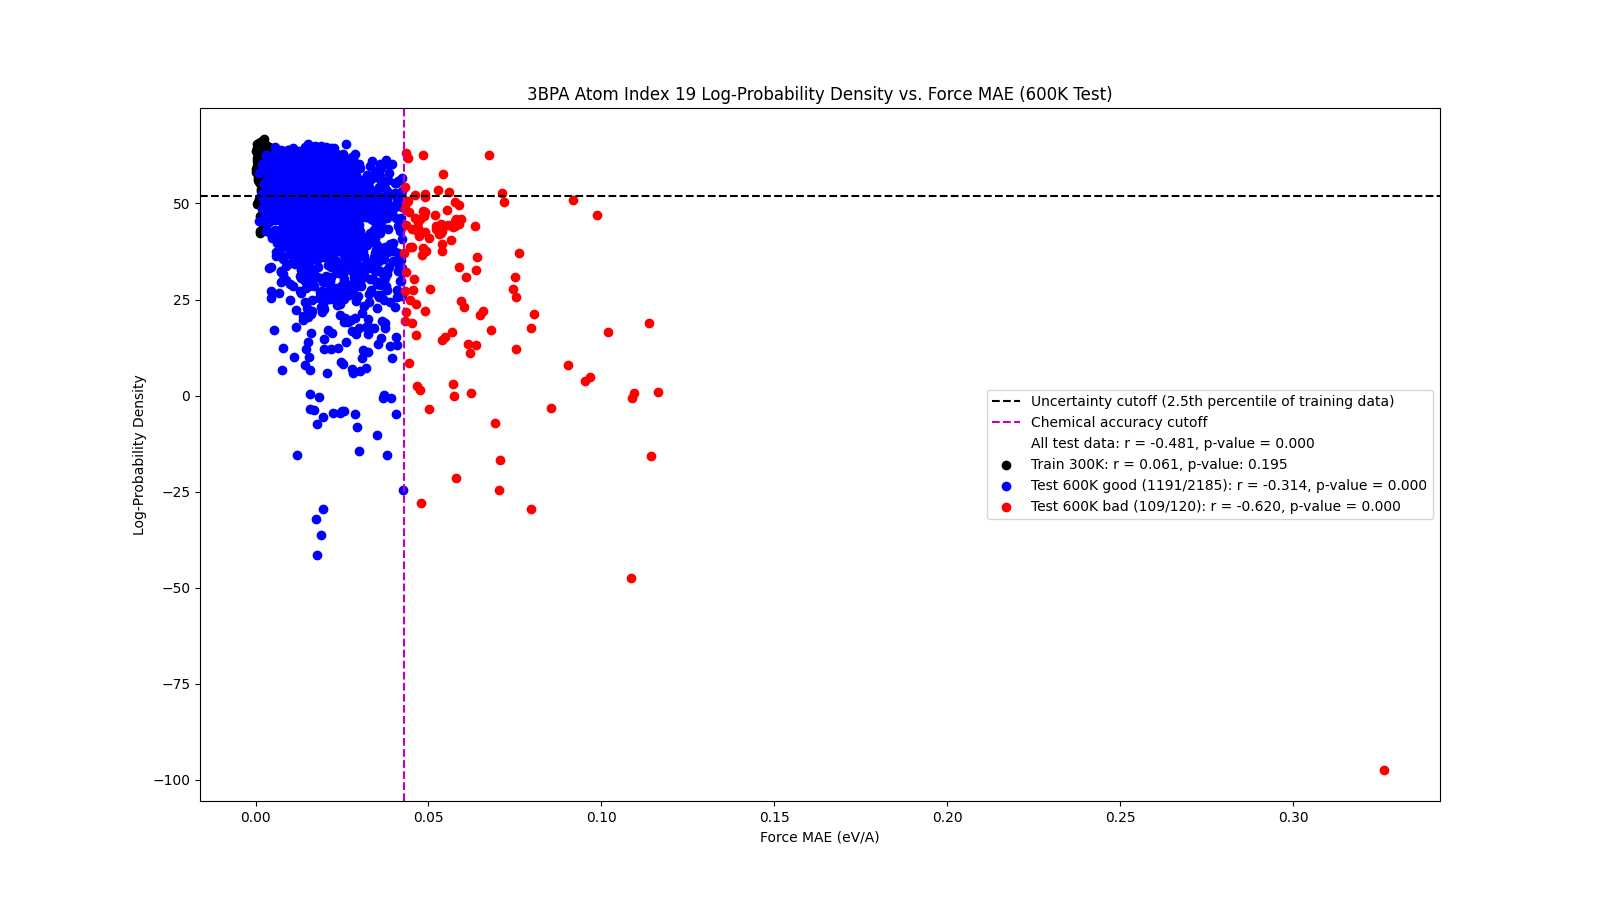 3BPA Atom Index 19 Log-Probability Density vs. Force MAE (600K Test)
Log-Probability Density
50
25
0
−25
−50
−75
−100
Uncertainty cutoff (2.5th percentile of training data)
Chemical accuracy cutoff
All test data: r = -0.481, p-value = 0.000
Train 300K: r = 0.061, p-value: 0.195
Test 600K good (1191/2185): r = -0.314, p-value = 0.000
Test 600K bad (109/120): r = -0.620, p-value = 0.000
0.00 0.05 0.10 0.15 0.20 0.25 0.30
Force MAE (eV/A)